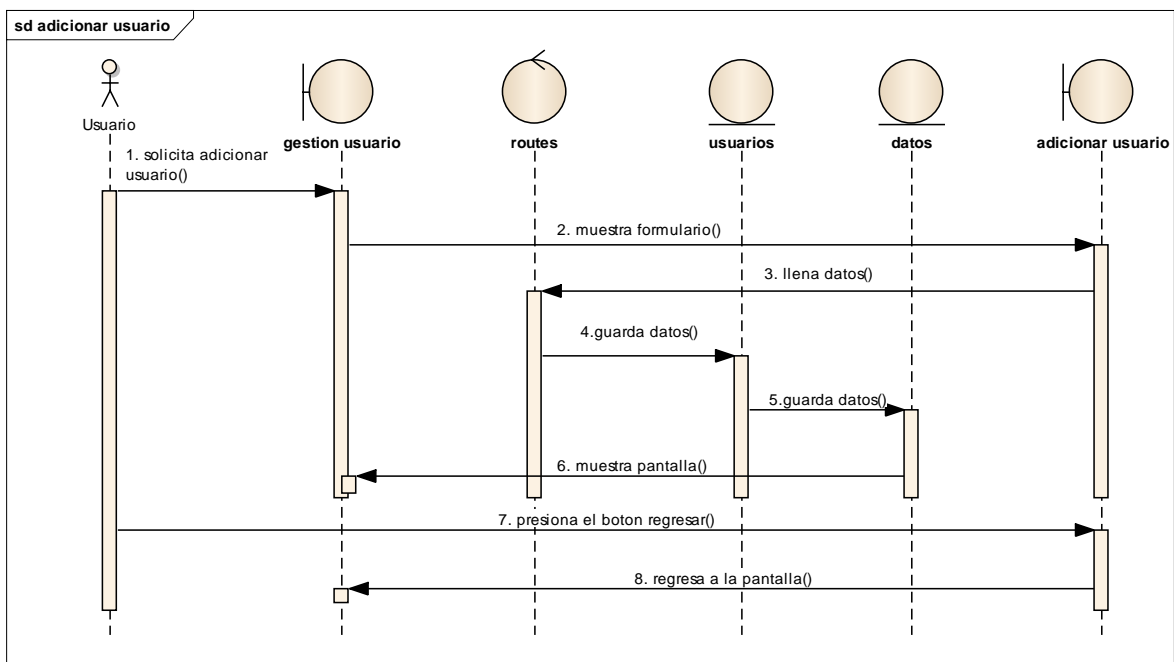 sd adicionar usuario
Usuario
gestion usuario
routes
usuarios
datos
adicionar usuario
1. solicita adicionar
usuario()
2. muestra formulario()
3. llena datos()
4.guarda datos()
5.guarda datos()
6. muestra pantalla()
7. presiona el boton regresar()
8. regresa a la pantalla()